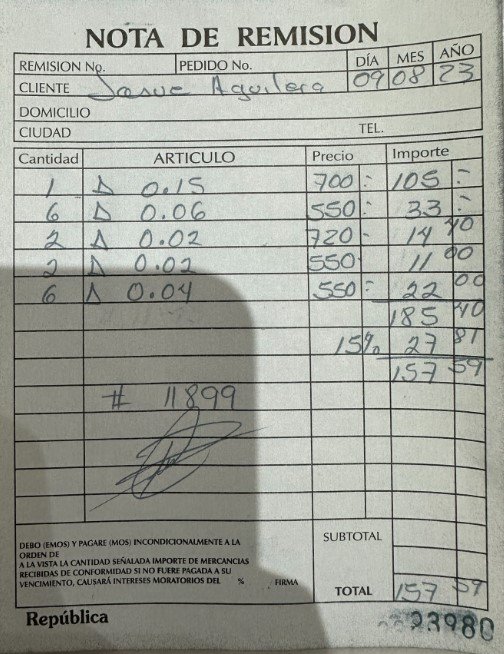 NOTA DE REMISION
REMISION No. PEDIDO No. DÍA MES AÑO
CLIENTE Josue Aguilera 09 08 23
DOMICILIO
CIUDAD TEL.
Cantidad ARTICULO Precio Importe
1 Δ 0.15 700 :- 105 :-
6 Δ 0.06 550 :- 33 :-
2 Δ 0.02 720 - 14 40
2 Δ 0.02 550 · 11 00
6 Δ 0.04 550 :- 22 00
185 40
15% 27 81
157 59
# 11899
DEBO (EMOS) Y PAGARE (MOS) INCONDICIONALMENTE A LA
ORDEN DE
A LA VISTA LA CANTIDAD SEÑALADA IMPORTE DE MERCANCIAS
RECIBIDAS DE CONFORMIDAD SI NO FUERE PAGADA A SU
VENCIMIENTO, CAUSARÁ INTERESES MORATORIOS DEL % FIRMA
SUBTOTAL
TOTAL 157 59
República
23980